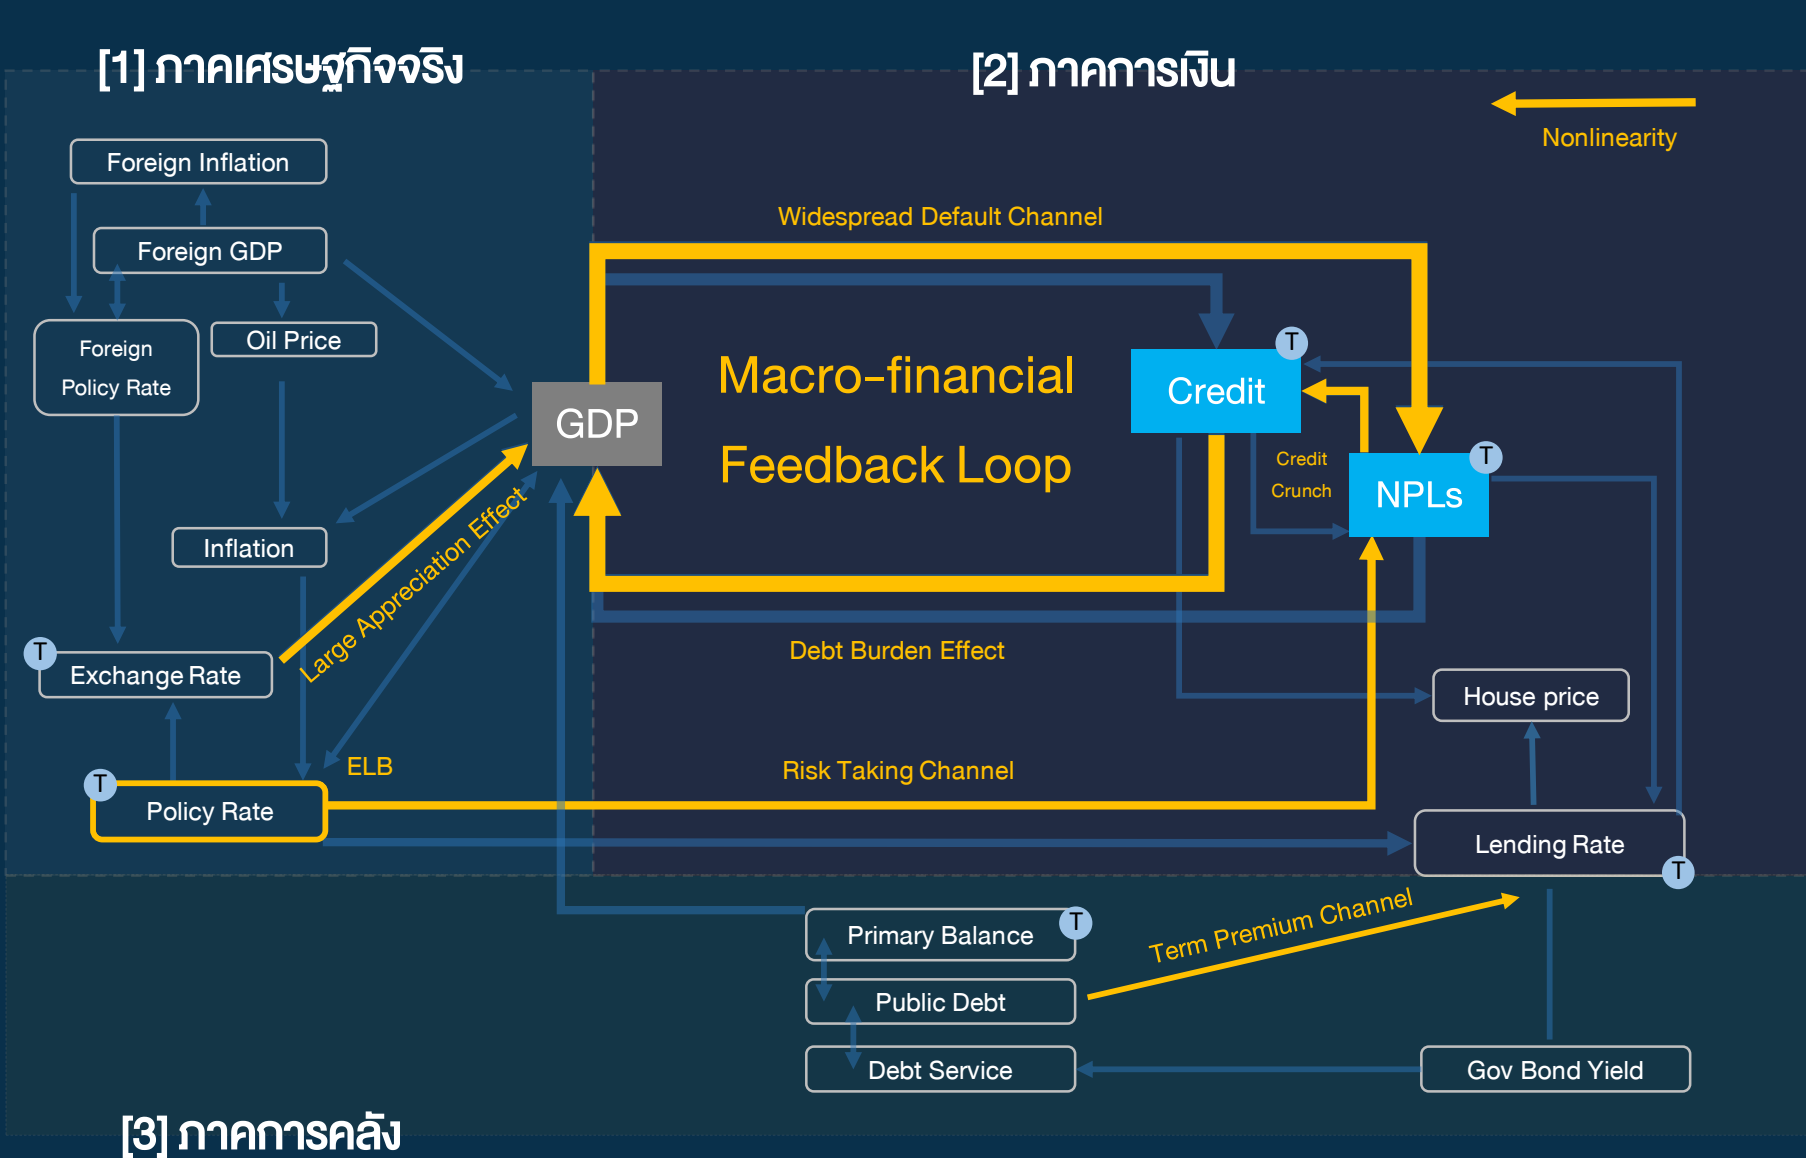 [1] ภาคเศรษฐกิจจริง
[2] ภาคการเงิน
Nonlinearity
Foreign Inflation
Foreign GDP
Foreign
Policy Rate
Oil Price
GDP
Inflation
Large Appreciation Effect
T
Exchange Rate
ELB
T
Policy Rate
Widespread Default Channel
Macro-financial
Feedback Loop
T
Credit
Credit
Crunch
T
NPLs
Debt Burden Effect
House price
Risk Taking Channel
Lending Rate
T
T
Primary Balance
Term Premium Channel
Public Debt
Debt Service
Gov Bond Yield
[3] ภาคการคลัง